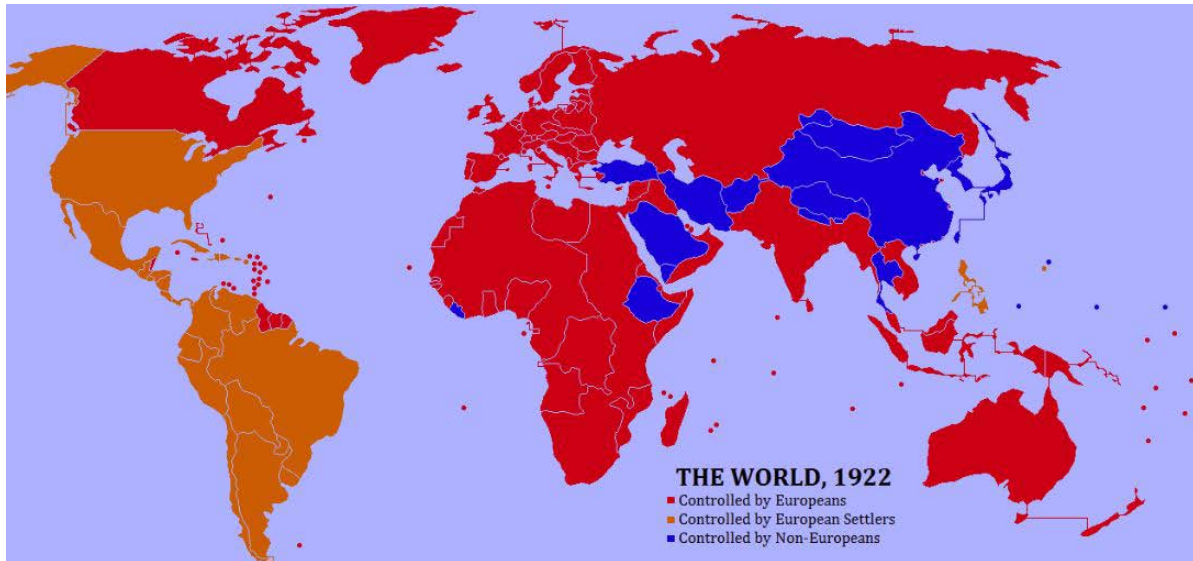 THE WORLD, 1922
Controlled by Europeans
Controlled by European Settlers
Controlled by Non-Europeans